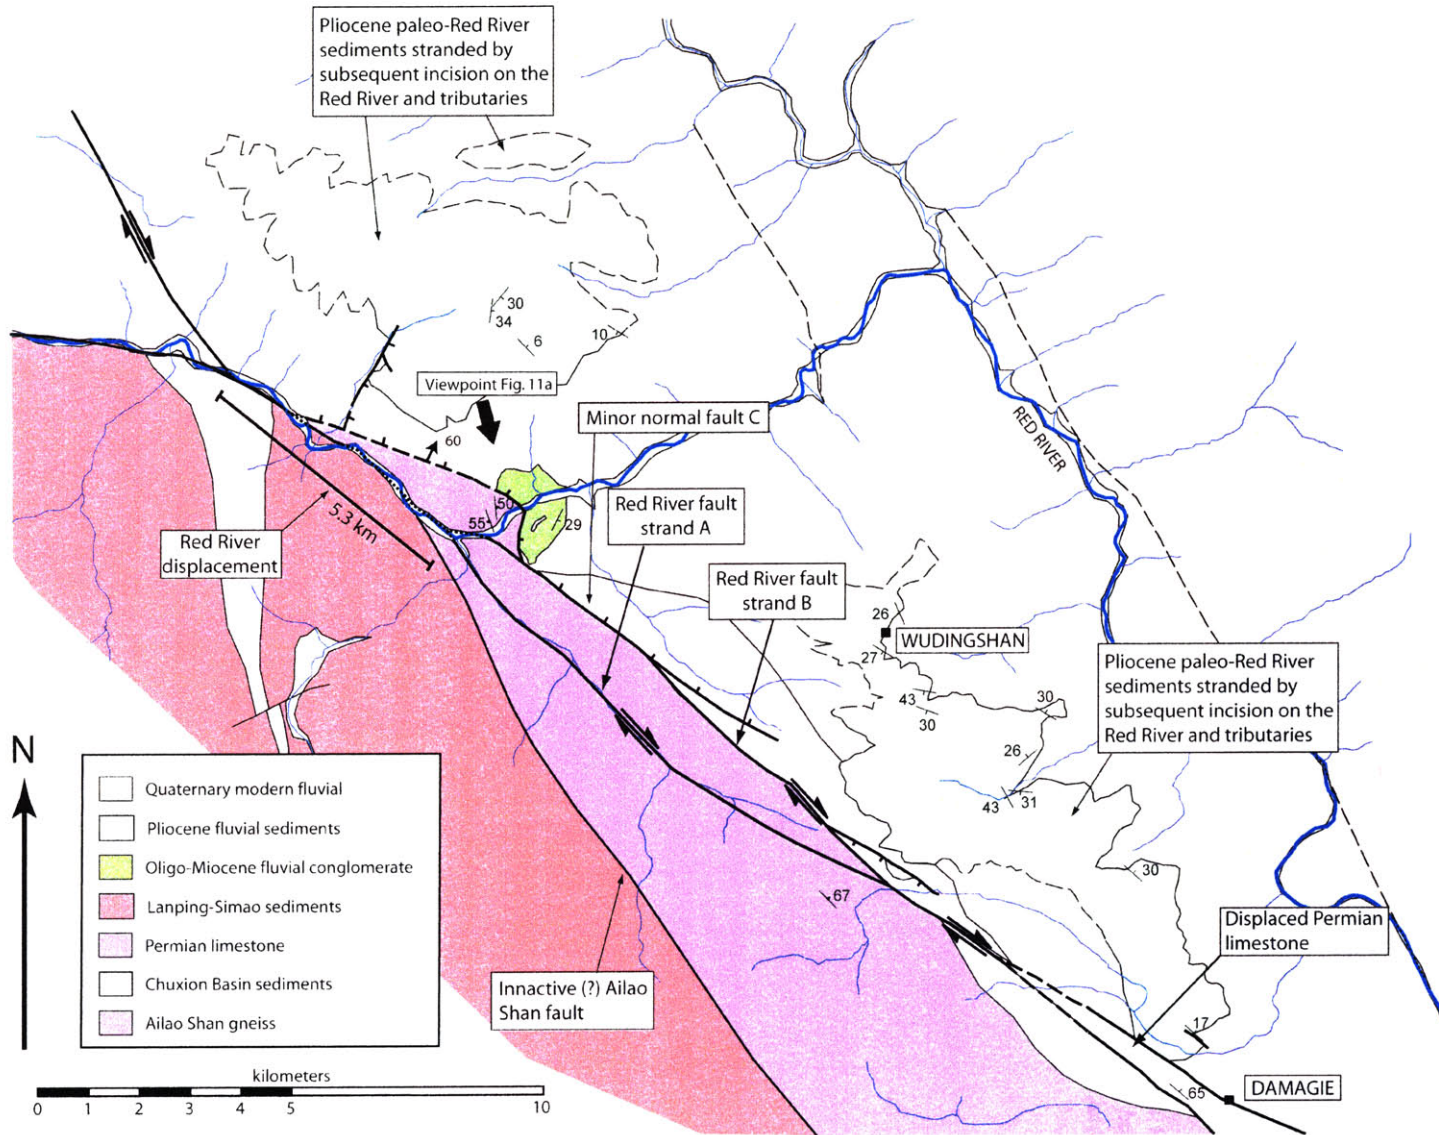 Pliocene paleo-Red River
sediments stranded by
subsequent incision on the
Red River and tributaries
30
34
6
10
Viewpoint Fig. 11a
60
Minor normal fault C
RED RIVER
50
55
29
5.3 km
Red River
displacement
Red River fault
strand A
Red River fault
strand B
26
WUDINGSHAN
27
43
30
30
26
43
31
30
Pliocene paleo-Red River
sediments stranded by
subsequent incision on the
Red River and tributaries
N
Quaternary modern fluvial
Pliocene fluvial sediments
Oligo-Miocene fluvial conglomerate
Lanping-Simao sediments
Permian limestone
Chuxion Basin sediments
Ailao Shan gneiss
67
Displaced Permian
limestone
Innactive (?) Ailao
Shan fault
17
65
DAMAGIE
kilometers
0 1 2 3 4 5 10